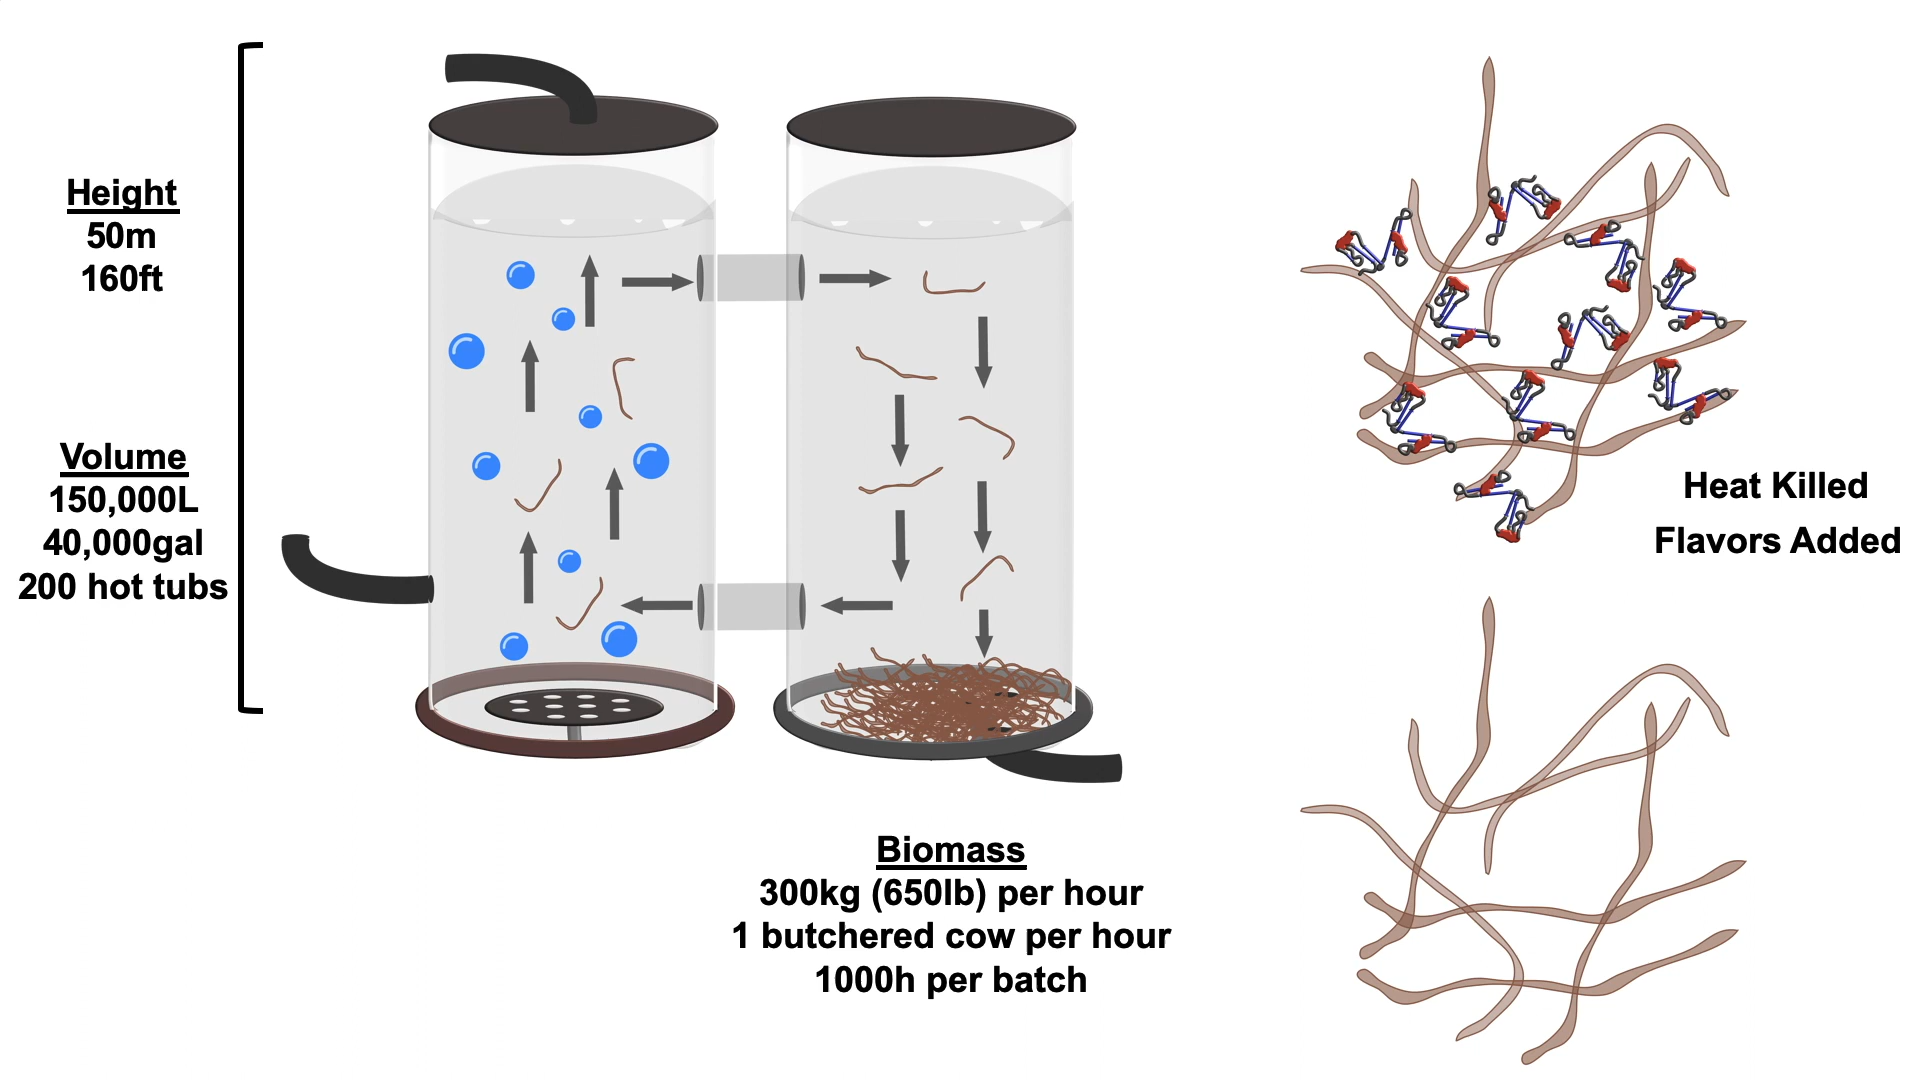 Height
50m
160ft
Volume
150,000L
40,000gal
200 hot tubs
Biomass
300kg (650lb) per hour
1 butchered cow per hour
1000h per batch
Heat Killed
Flavors Added